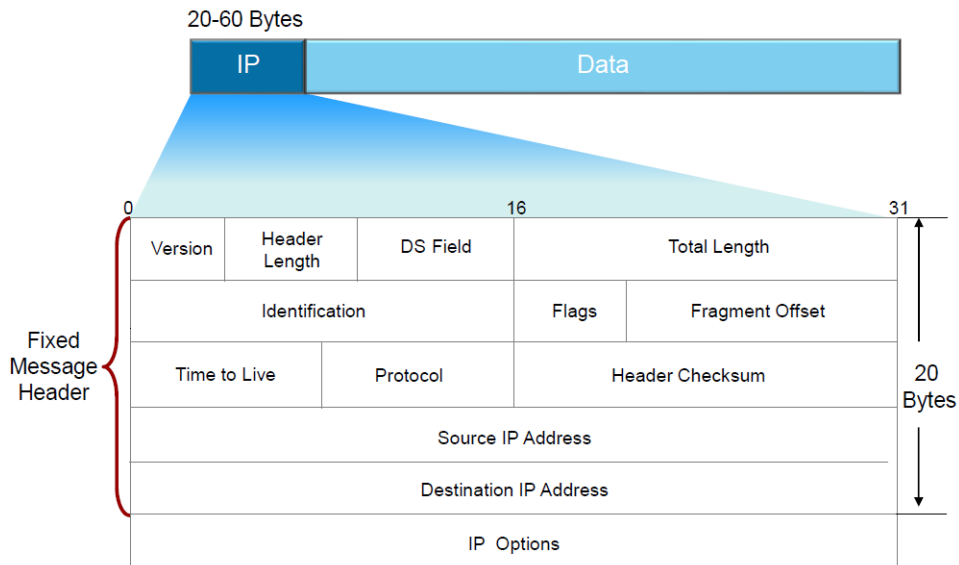 20-60 Bytes
IP
Data
0
16
31
Version
Header
Length
DS Field
Total Length
Identification
Flags
Fragment Offset
Fixed
Message
Header
Time to Live
Protocol
Header Checksum
20
Bytes
Source IP Address
Destination IP Address
IP Options